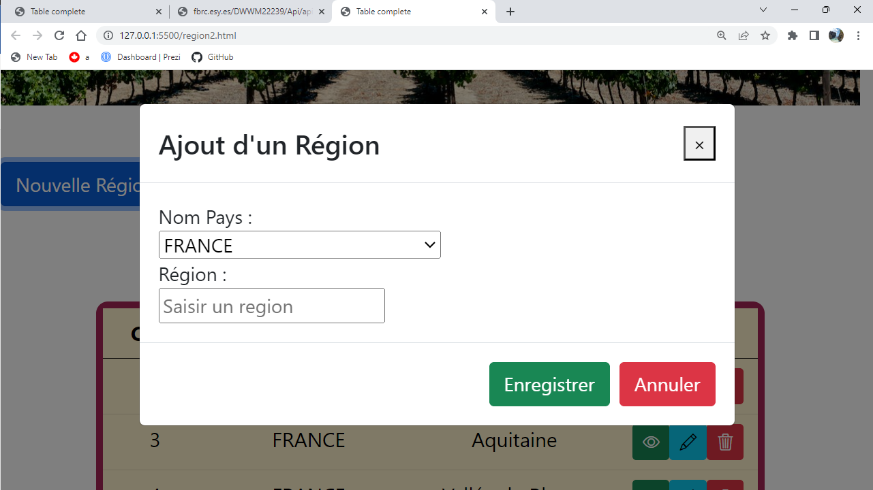 Table complete
fbrc.esy.es/DWWM22239/Api/ap
Table complete
127.0.0.1:5500/region2.html
New Tab
a
Dashboard | Prezi
GitHub
Ajout d'un Région
×
Nouvelle Régio
Nom Pays :
FRANCE
Région :
Saisir un region
Enregistrer Annuler
3 FRANCE Aquitaine